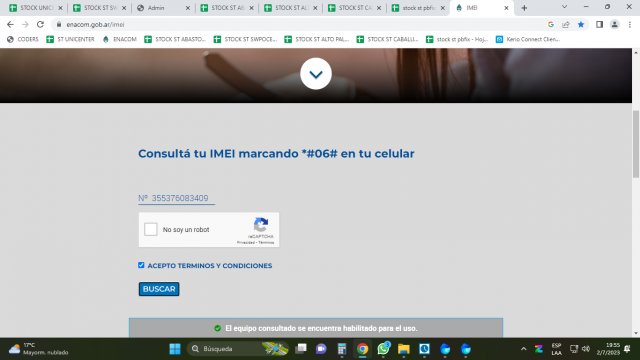 STOCK UNIC
STOCK ST SW
Admin
STOCK ST A
STOCK ST AL
STOCK ST CA
stock st pbfix
IMEI
enacom.gob.ar/imei
CODERS
ST UNICENTER
ENACOM
STOCK ST ABASTO...
STOCK ST SWPOCE...
STOCK ST ALTO PAL...
STOCK ST CABALLI...
stock st pbfix - Hoj...
Kerio Connect Clien...
Consultá tu IMEI marcando *#06# en tu celular
Nº 355376083409
No soy un robot
reCAPTCHA
Privacidad - Términos
ACEPTO TERMINOS Y CONDICIONES
BUSCAR
El equipo consultado se encuentra habilitado para el uso.
17°C
Mayorm. nublado
Búsqueda
ESP
LAA
19:55
2/7/2023